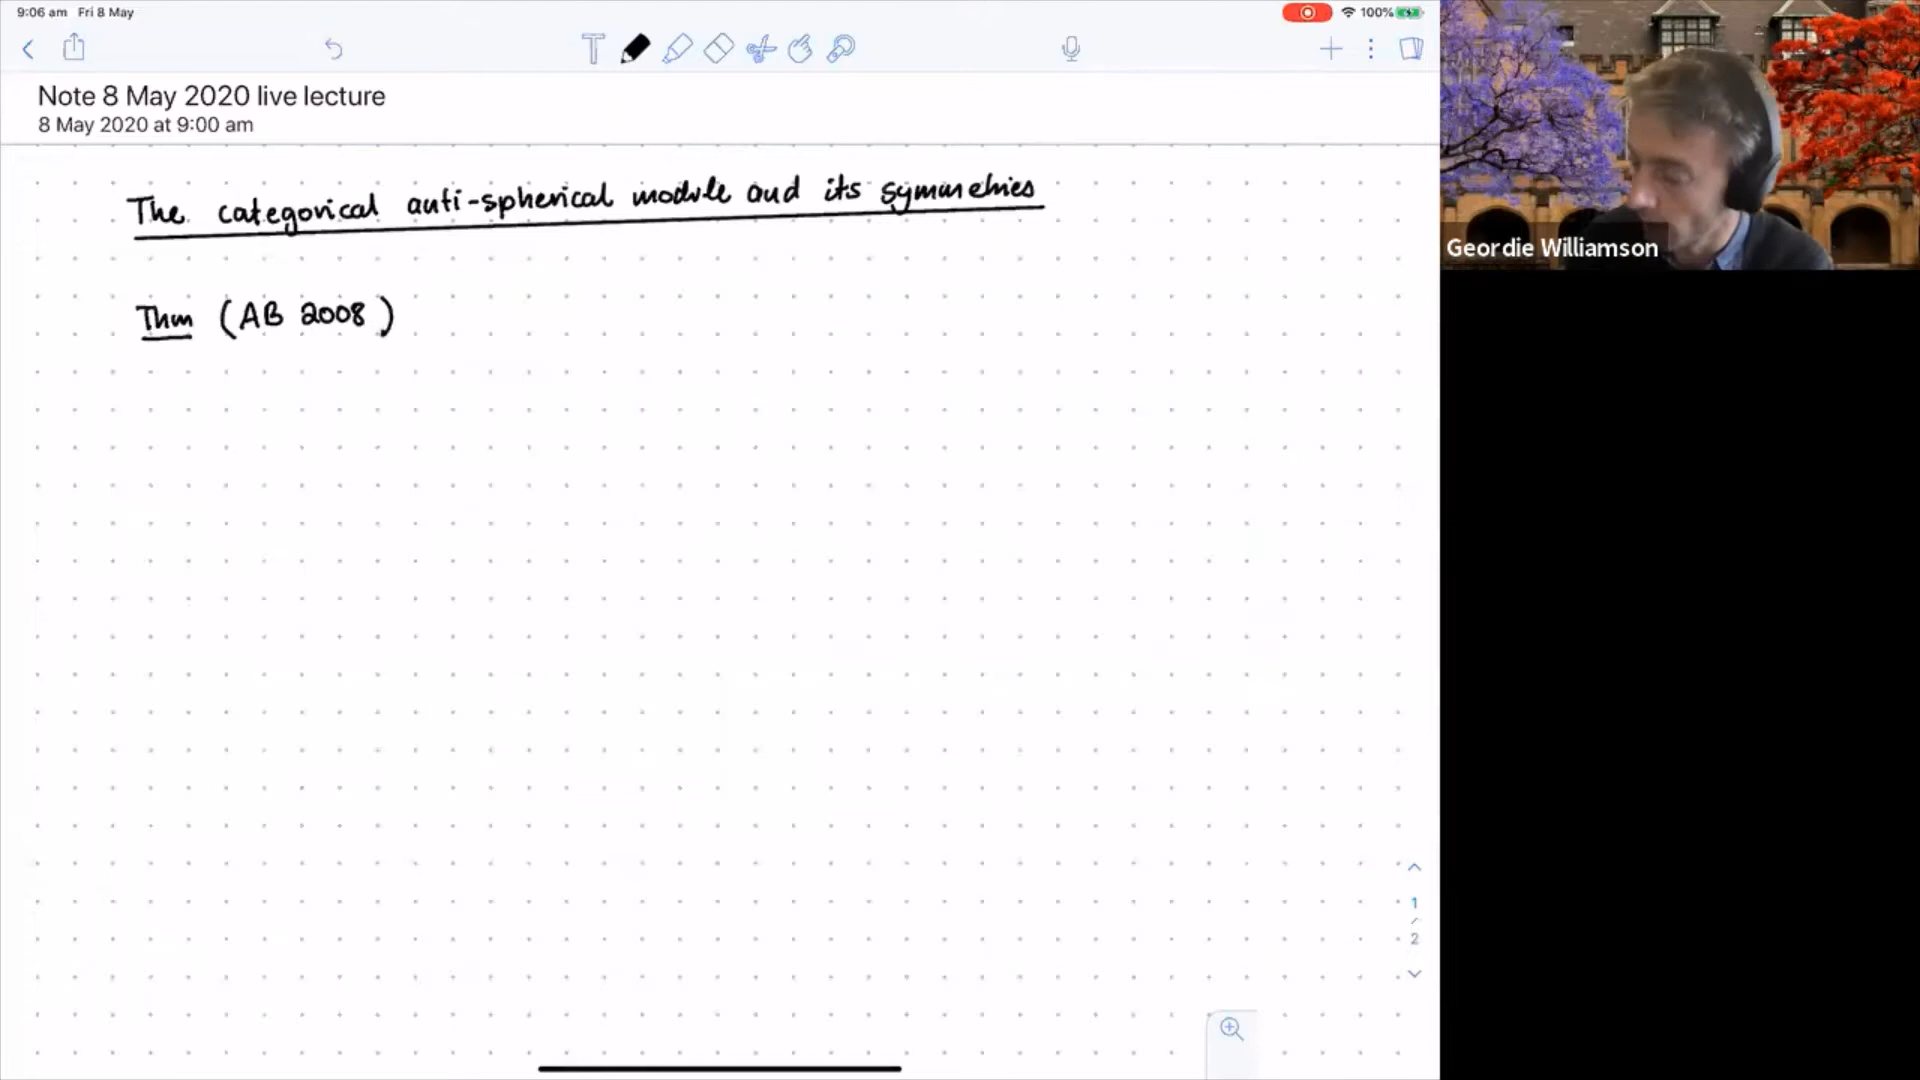 9:06 am Fri 8 May
100%
Note 8 May 2020 live lecture
8 May 2020 at 9:00 am
The categorical anti-spherical module and its symmetries
Thm (AB 2008)
Geordie Williamson
1
/
2